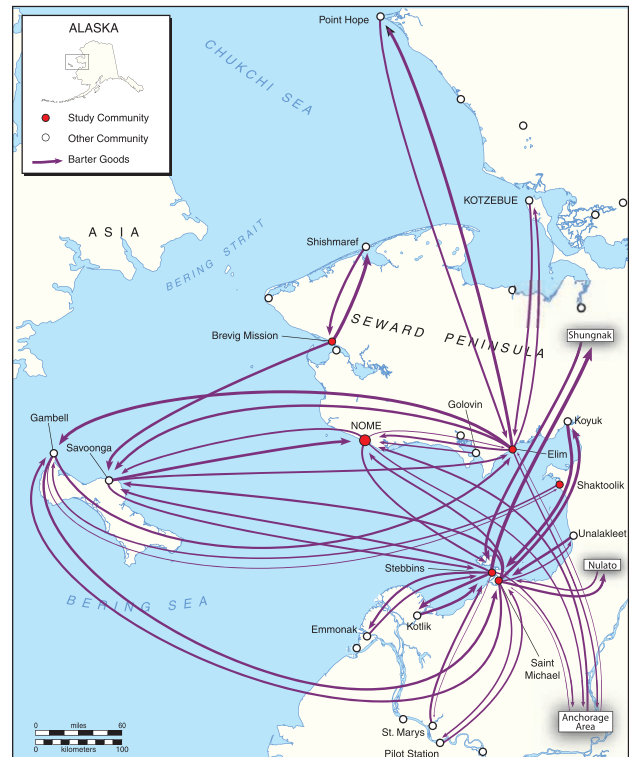 ALASKA
Study Community
Other Community
Barter Goods
Point Hope
CHUKCHI SEA
KOTZEBUE
ASIA
BERING STRAIT
Shishmaref
Brevig Mission
SEWARD PENINSULA
Shungnak
Golovin
Gambell
NOME
Koyuk
Savoonga
Elim
Shaktoolik
Unalakleet
Stebbins
Nulato
BERING SEA
Emmonak
Kotlik
Saint
Michael
St. Marys
Pilot Station
Anchorage
Area
0 miles 60
0 kilometers 100